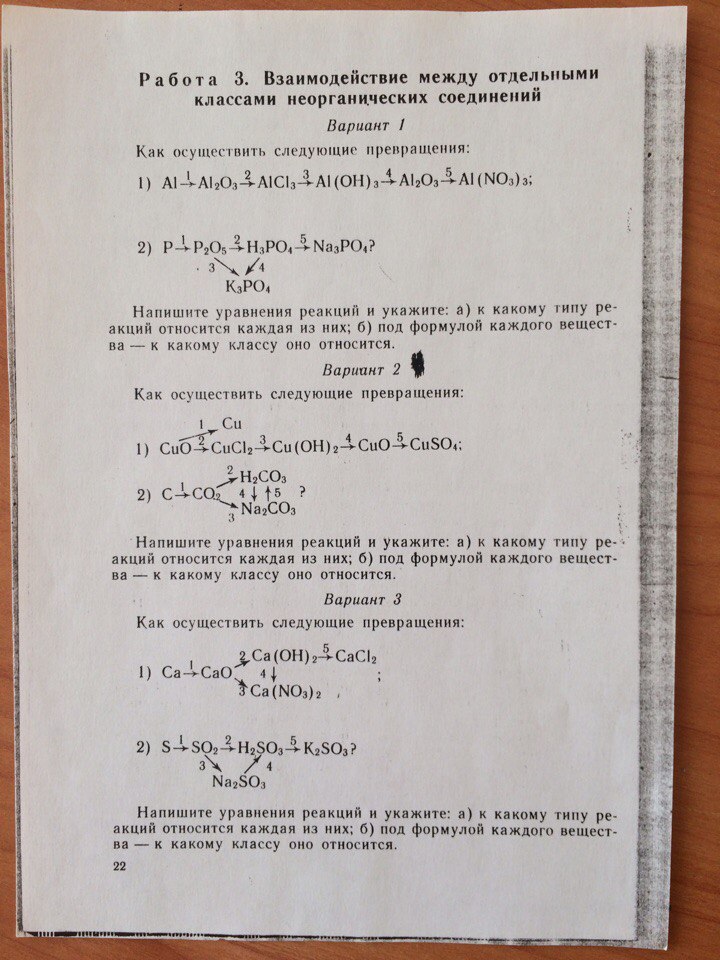 Работа 3. Взаимодействие между отдельными
классами неорганических соединений
Вариант 1
Как осуществить следующие превращения:
1) Al →¹ Al₂O₃ →² AlCl₃ →³ Al(OH)₃ →⁴ Al₂O₃ →⁵ Al(NO₃)₃;
2) P →¹ P₂O₅ →² H₃PO₄ →⁵ Na₃PO₄?
3↘ ↙4
K₃PO₄
Напишите уравнения реакций и укажите: а) к какому типу ре-
акций относится каждая из них; б) под формулой каждого вещест-
ва — к какому классу оно относится.
Вариант 2
Как осуществить следующие превращения:
1 → Cu
1) CuO →² CuCl₂ →³ Cu(OH)₂ →⁴ CuO →⁵ CuSO₄;
2↗ H₂CO₃
2) C →¹ CO₂ 4↓ ↑5 ?
3↘ Na₂CO₃
Напишите уравнения реакций и укажите: а) к какому типу ре-
акций относится каждая из них; б) под формулой каждого вещест-
ва — к какому классу оно относится.
Вариант 3
Как осуществить следующие превращения:
2↗ Ca(OH)₂ →⁵ CaCl₂
1) Ca →¹ CaO 4↓ ;
3↘ Ca(NO₃)₂
2) S →¹ SO₂ →² H₂SO₃ →⁵ K₂SO₃?
3↘ ↗4
Na₂SO₃
Напишите уравнения реакций и укажите: а) к какому типу ре-
акций относится каждая из них; б) под формулой каждого вещест-
ва — к какому классу оно относится.
22